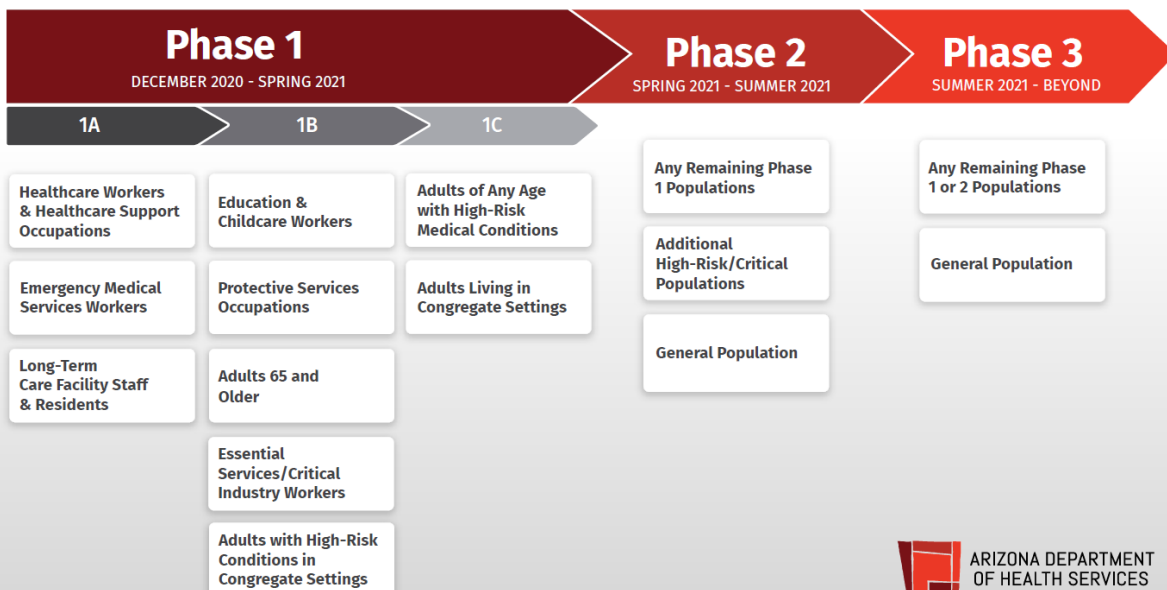 Phase 1
DECEMBER 2020 - SPRING 2021
Phase 2
SPRING 2021 - SUMMER 2021
Phase 3
SUMMER 2021 - BEYOND
1A
1B
1C
Healthcare Workers
& Healthcare Support
Occupations
Emergency Medical
Services Workers
Long-Term
Care Facility Staff
& Residents
Education &
Childcare Workers
Protective Services
Occupations
Adults 65 and
Older
Essential
Services/Critical
Industry Workers
Adults with High-Risk
Conditions in
Congregate Settings
Adults of Any Age
with High-Risk
Medical Conditions
Adults Living in
Congregate Settings
Any Remaining Phase
1 Populations
Additional
High-Risk/Critical
Populations
General Population
Any Remaining Phase
1 or 2 Populations
General Population
ARIZONA DEPARTMENT
OF HEALTH SERVICES